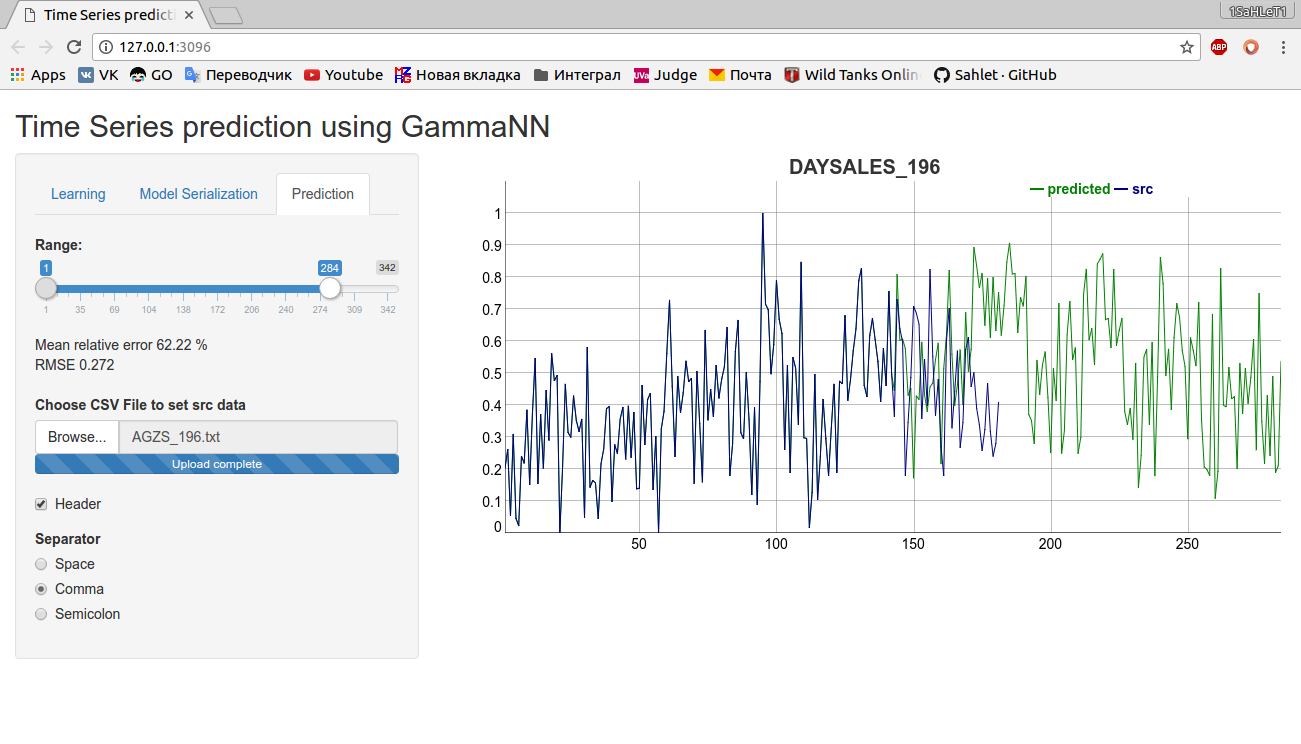 Time Series predicti
1SaHLeT1
127.0.0.1:3096
ABP
Apps VK GO Переводчик Youtube Новая вкладка Интеграл UVa Judge Почта Wild Tanks Onlin Sahlet · GitHub
Time Series prediction using GammaNN
Learning Model Serialization Prediction
Range:
1 284 342
1 35 69 104 138 172 206 240 274 309 342
Mean relative error 62.22 %
RMSE 0.272
Choose CSV File to set src data
Browse... AGZS_196.txt
Upload complete
Header
Separator
Space
Comma
Semicolon
DAYSALES_196
predicted src
1
0.9
0.8
0.7
0.6
0.5
0.4
0.3
0.2
0.1
0
50 100 150 200 250